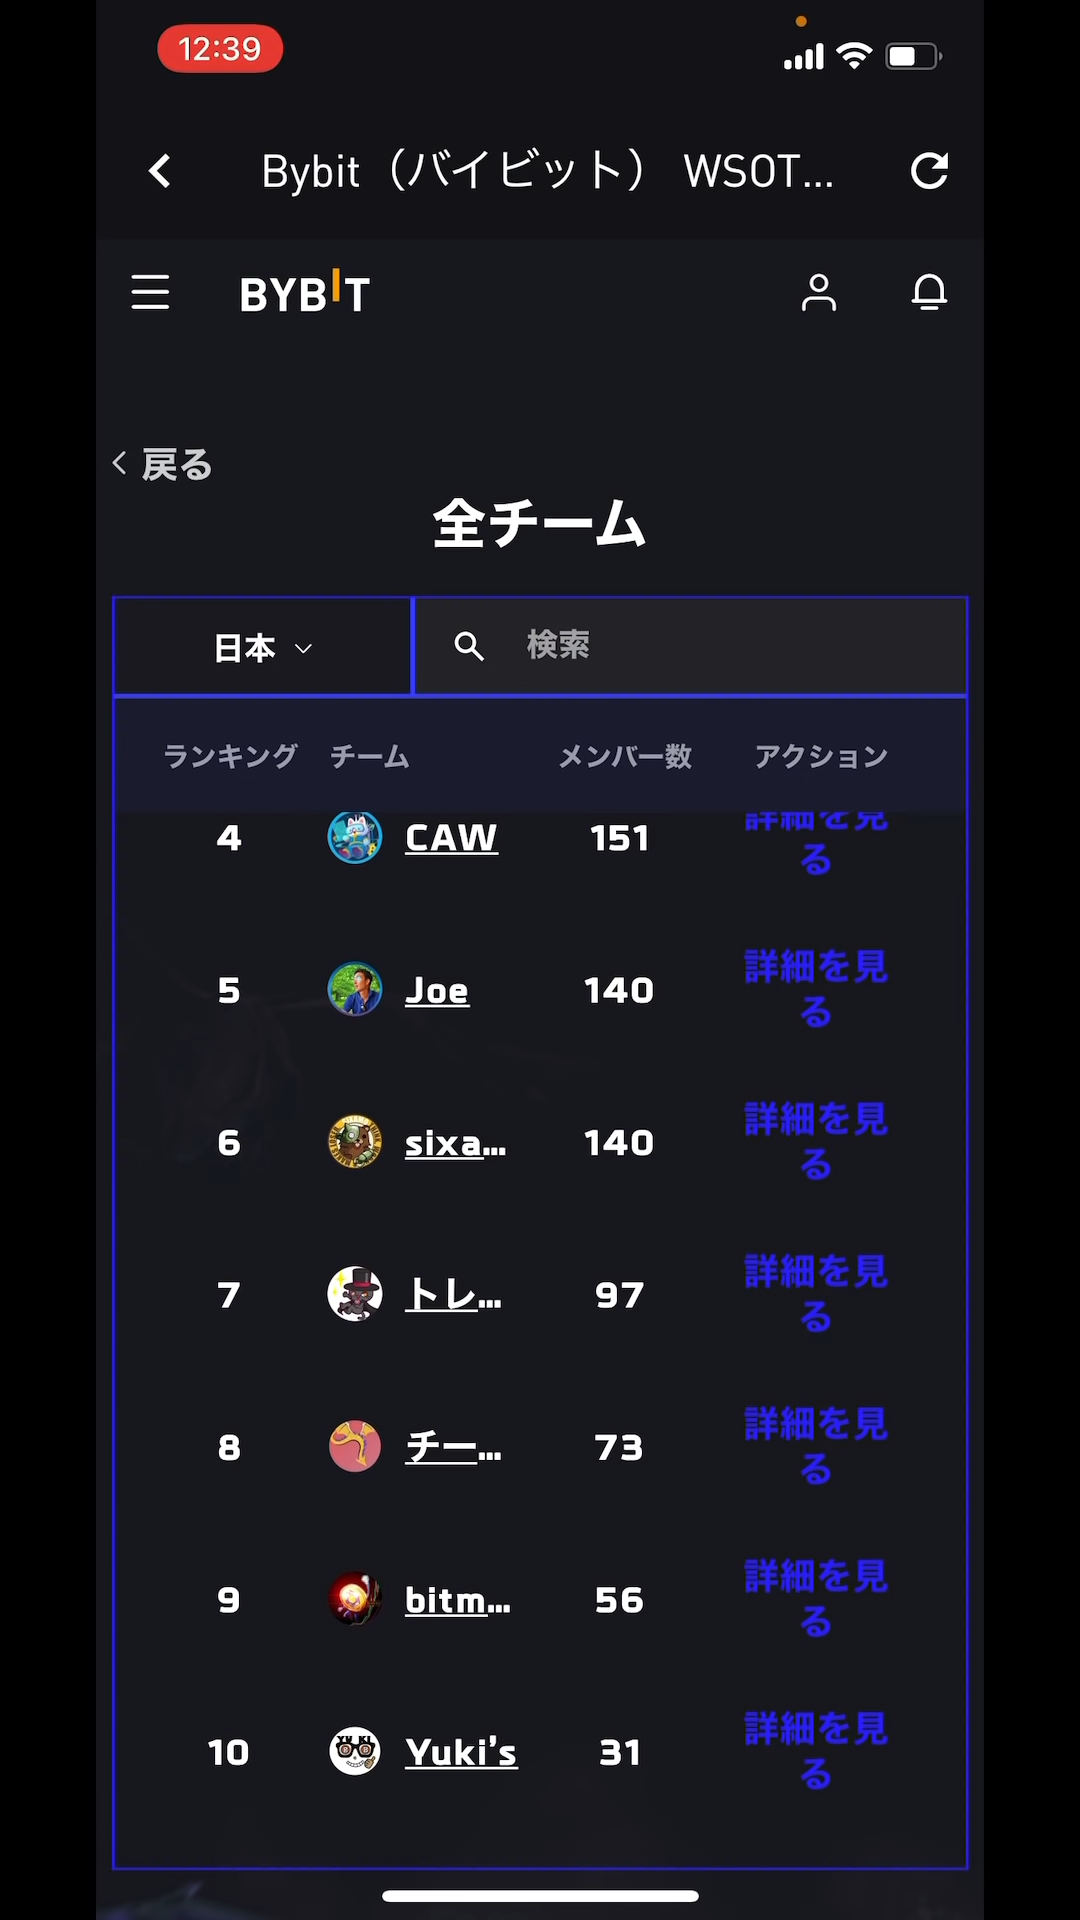 12:39
Bybit（バイビット） WSOT...
BYBIT
戻る
全チーム
日本
検索
ランキング チーム メンバー数 アクション
4 CAW 151 詳細を見
る
5 Joe 140 詳細を見
る
6 sixa... 140 詳細を見
る
7 トレ... 97 詳細を見
る
8 チー... 73 詳細を見
る
9 bitm... 56 詳細を見
る
10 Yuki's 31 詳細を見
る